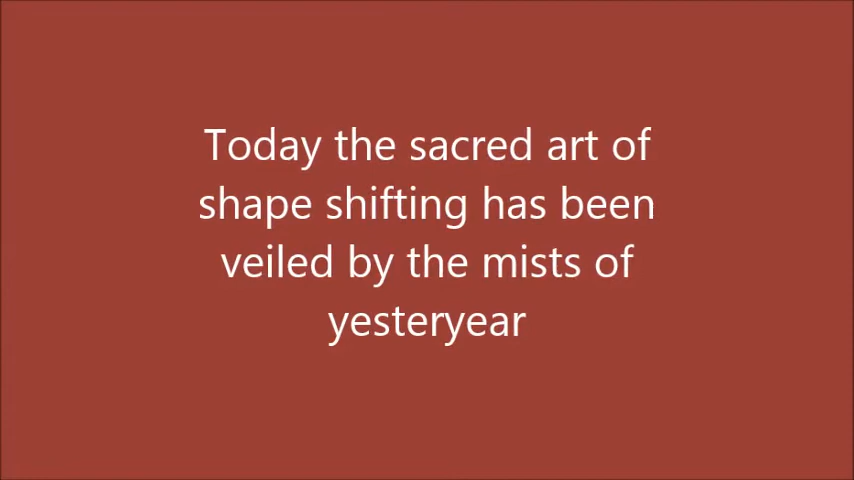 Today the sacred art of
shape shifting has been
veiled by the mists of
yesteryear